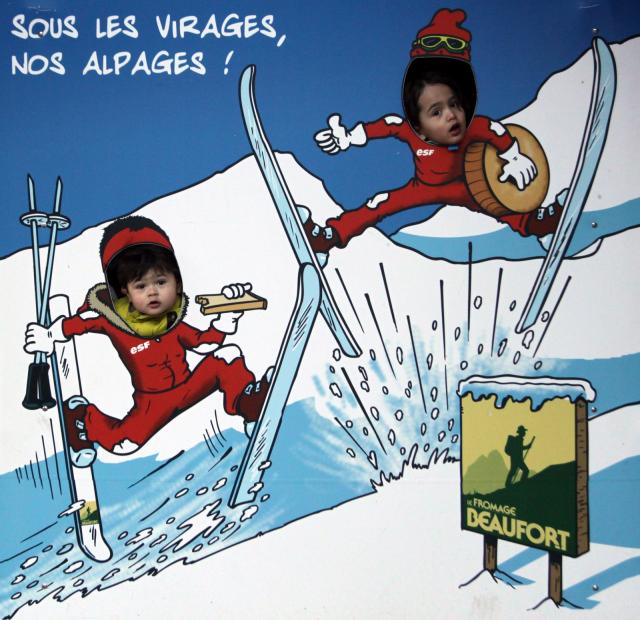 SOUS LES VIRAGES,
NOS ALPAGES !
esf
esf
LE FROMAGE
BEAUFORT